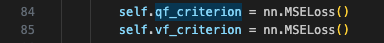 84 self.qf_criterion = nn.MSELoss()
85 self.vf_criterion = nn.MSELoss()